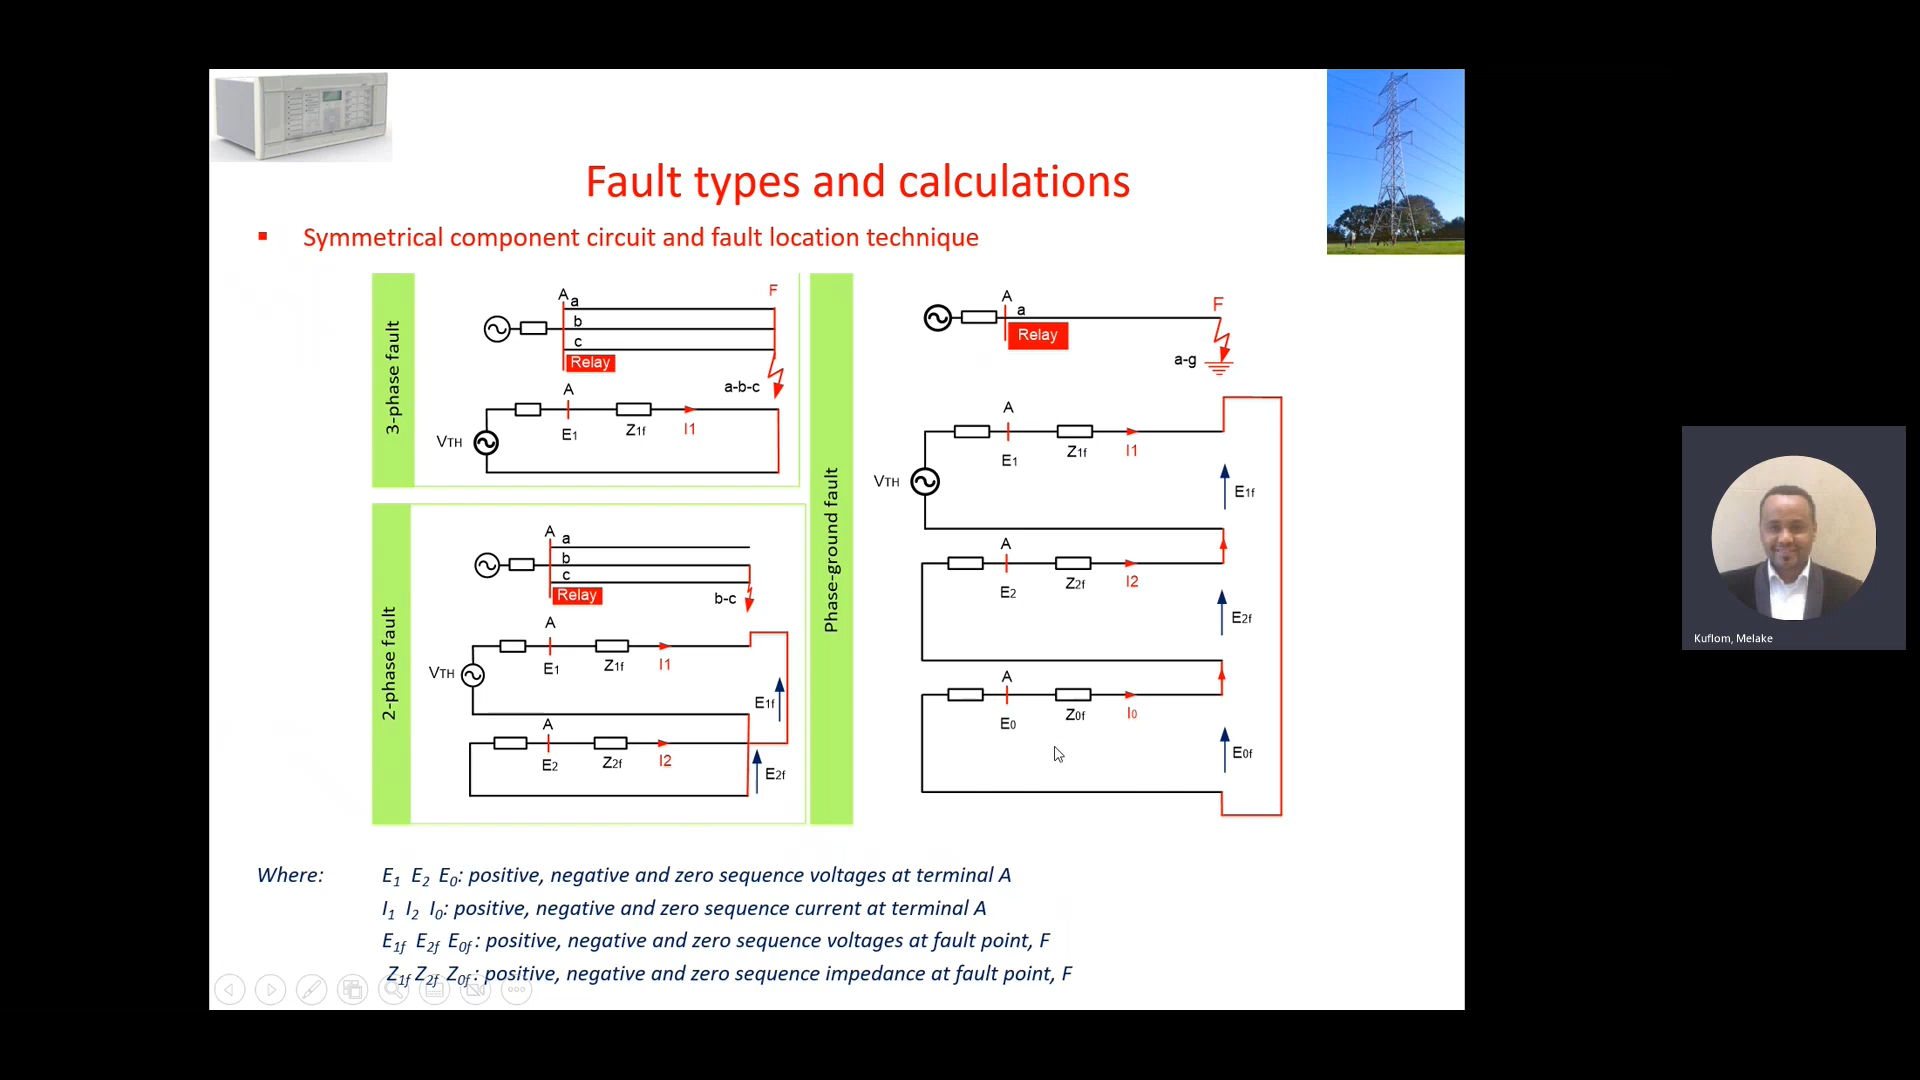 Fault types and calculations
Symmetrical component circuit and fault location technique
3-phase fault
A
a
b
c
F
Relay
a-b-c
A
VTH
E1
Z1f
I1
2-phase fault
A
a
b
c
Relay
b-c
A
VTH
E1
Z1f
I1
E1f
A
E2
Z2f
I2
E2f
Phase-ground fault
A
a
F
Relay
a-g
A
VTH
E1
Z1f
I1
E1f
A
E2
Z2f
I2
E2f
A
E0
Z0f
I0
E0f
Where: E1 E2 E0: positive, negative and zero sequence voltages at terminal A
I1 I2 I0: positive, negative and zero sequence current at terminal A
E1f E2f E0f : positive, negative and zero sequence voltages at fault point, F
Z1f Z2f Z0f : positive, negative and zero sequence impedance at fault point, F
Kuflom, Melake